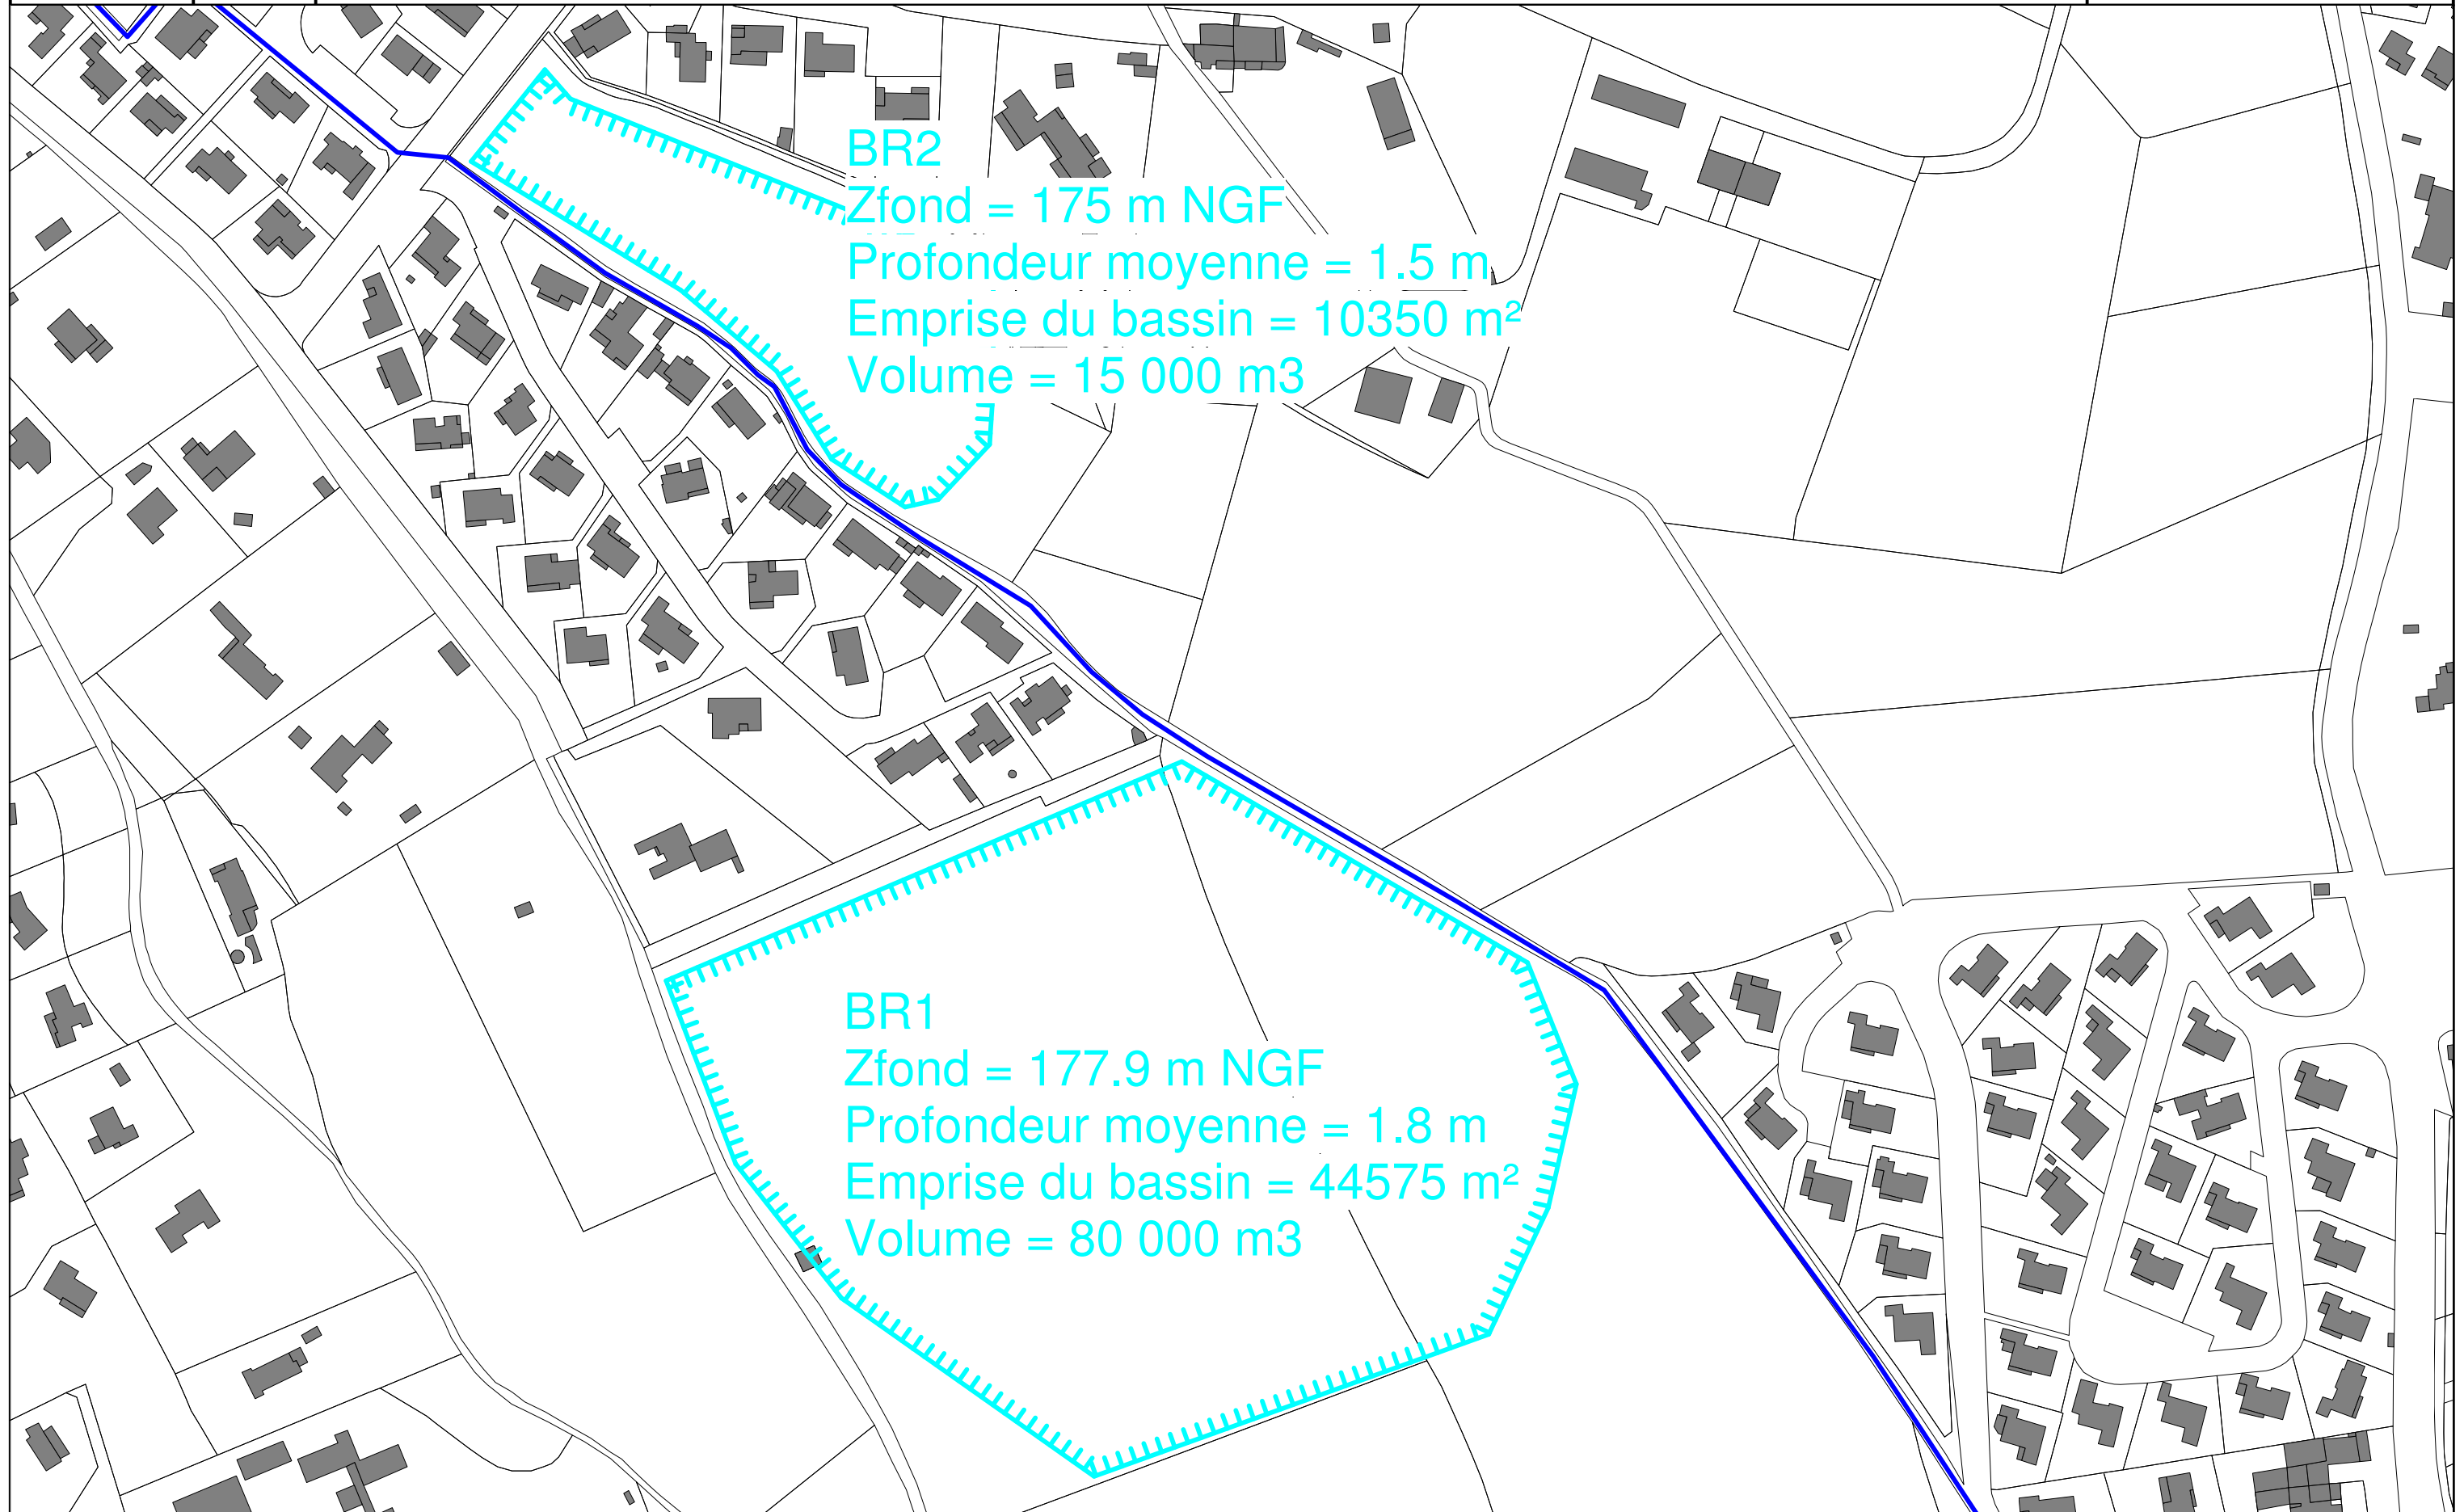 BR2
Zfond = 175 m NGF
Profondeur moyenne = 1.5 m
Emprise du bassin = 10350 m²
Volume = 15 000 m3
BR1
Zfond = 177.9 m NGF
Profondeur moyenne = 1.8 m
Emprise du bassin = 44575 m²
Volume = 80 000 m3